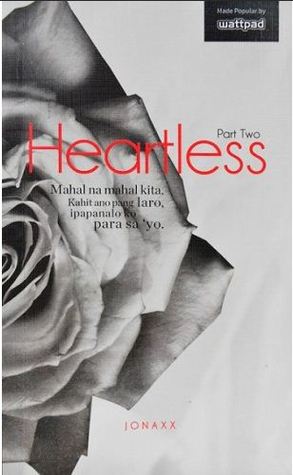 Made Popular by
wattpad
Part Two
Heartless
Mahal na mahal kita.
Kahit ano pang laro,
ipapanalo ko
para sa 'yo.
JONAXX